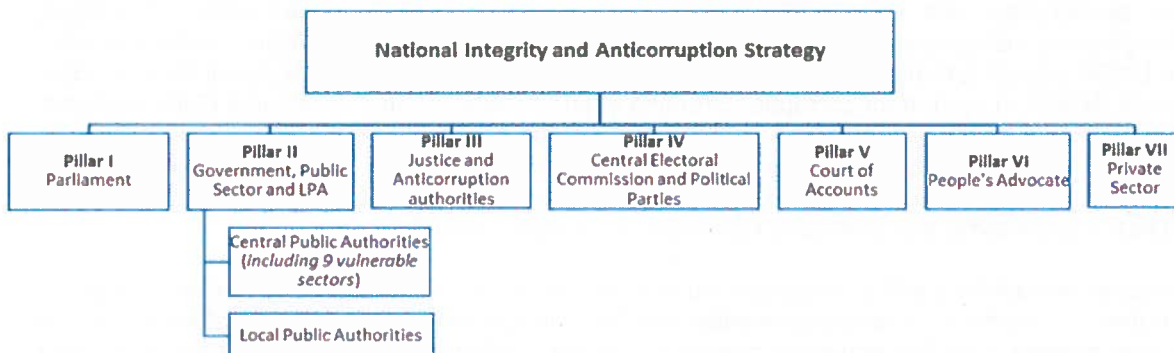 National Integrity and Anticorruption Strategy
Pillar I
Parliament
Pillar II
Government, Public
Sector and LPA
Pillar III
Justice and
Anticorruption
authorities
Pillar IV
Central Electoral
Commission and Political
Parties
Pillar V
Court of
Accounts
Pillar VI
People's Advocate
Pillar VII
Private
Sector
Central Public Authorities
(including 9 vulnerable
sectors)
Local Public Authorities